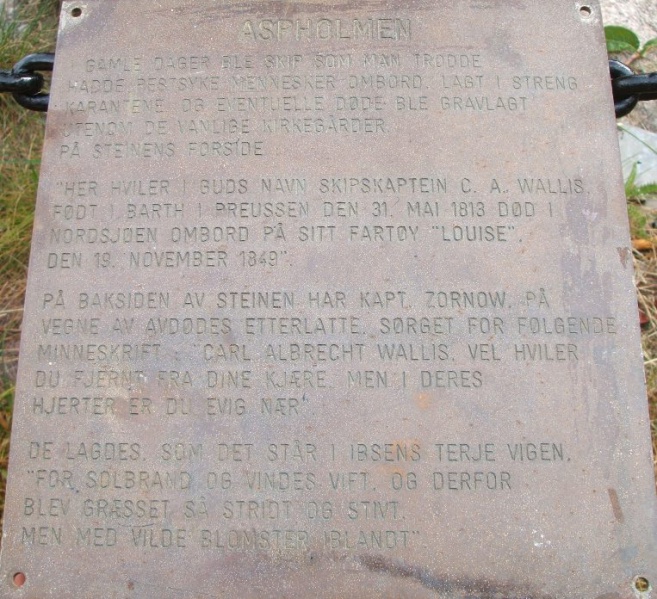 ASPHOLMEN
I GAMLE DAGER BLE SKIP SOM MAN TRODDE
HADDE PESTSYKE MENNESKER OMBORD, LAGT I STRENG
KARANTENE OG EVENTUELLE DØDE BLE GRAVLAGT
UTENOM DE VANLIGE KIRKEGÅRDER.
PÅ STEINENS FORSIDE
"HER HVILER I GUDS NAVN SKIPSKAPTEIN C. A. WALLIS,
FØDT I BARTH I PREUSSEN DEN 31. MAI 1813 DØD I
NORDSJØEN OMBORD PÅ SITT FARTØY "LOUISE",
DEN 19. NOVEMBER 1849".
PÅ BAKSIDEN AV STEINEN HAR KAPT. ZORNOW, PÅ
VEGNE AV AVDØDES ETTERLATTE, SØRGET FOR FØLGENDE
MINNESKRIFT : "CARL ALBRECHT WALLIS, VEL HVILER
DU FJERNT FRA DINE KJÆRE, MEN I DERES
HJERTER ER DU EVIG NÆR"
DE LAGDES, SOM DET STÅR I IBSENS TERJE VIGEN,
"FOR SOLBRAND OG VINDES VIFT, OG DERFOR
BLEV GRÆSSET SÅ STRIDT OG STIVT,
MEN MED VILDE BLOMSTER IBLANDT".